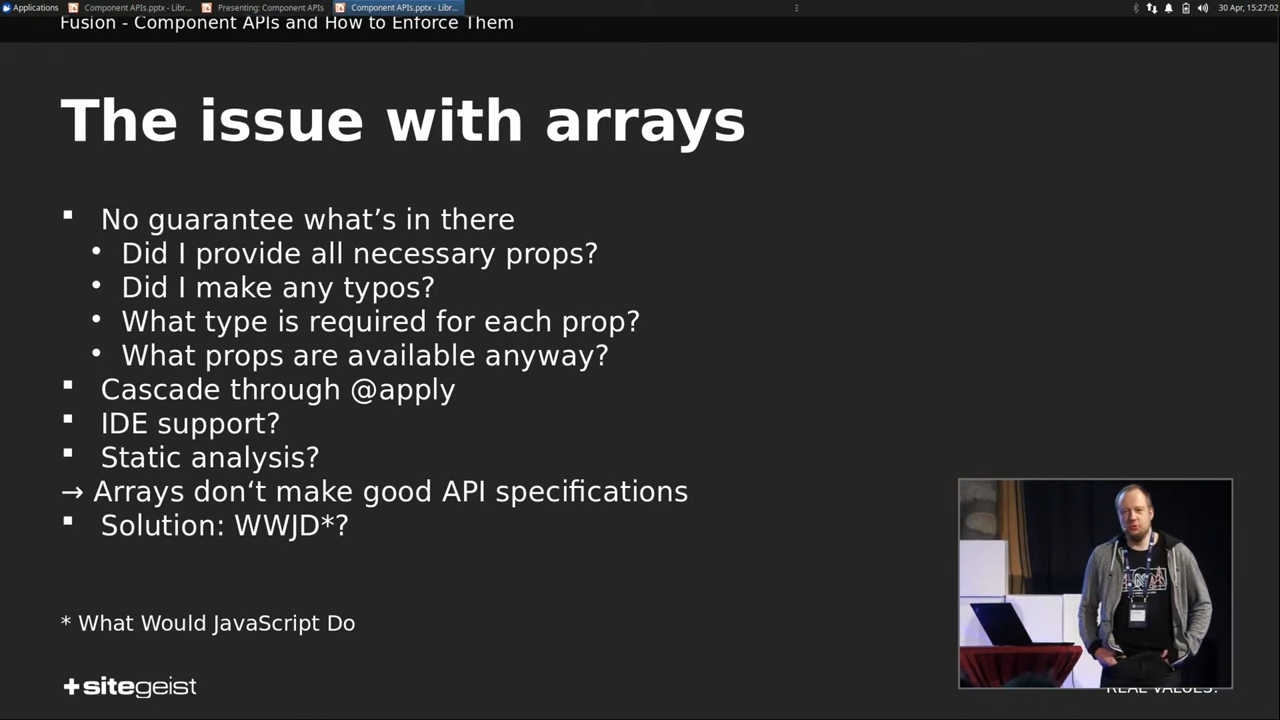 Applications
Component APIs.pptx - Libr...
Presenting: Component APIs
Component APIs.pptx - Libr...
30 Apr, 15:27:02
Fusion - Component APIs and How to Enforce Them
The issue with arrays
▪ No guarantee what’s in there
• Did I provide all necessary props?
• Did I make any typos?
• What type is required for each prop?
• What props are available anyway?
▪ Cascade through @apply
▪ IDE support?
▪ Static analysis?
→ Arrays don‘t make good API specifications
▪ Solution: WWJD*?
* What Would JavaScript Do
+sitegeist
REAL VALUES.